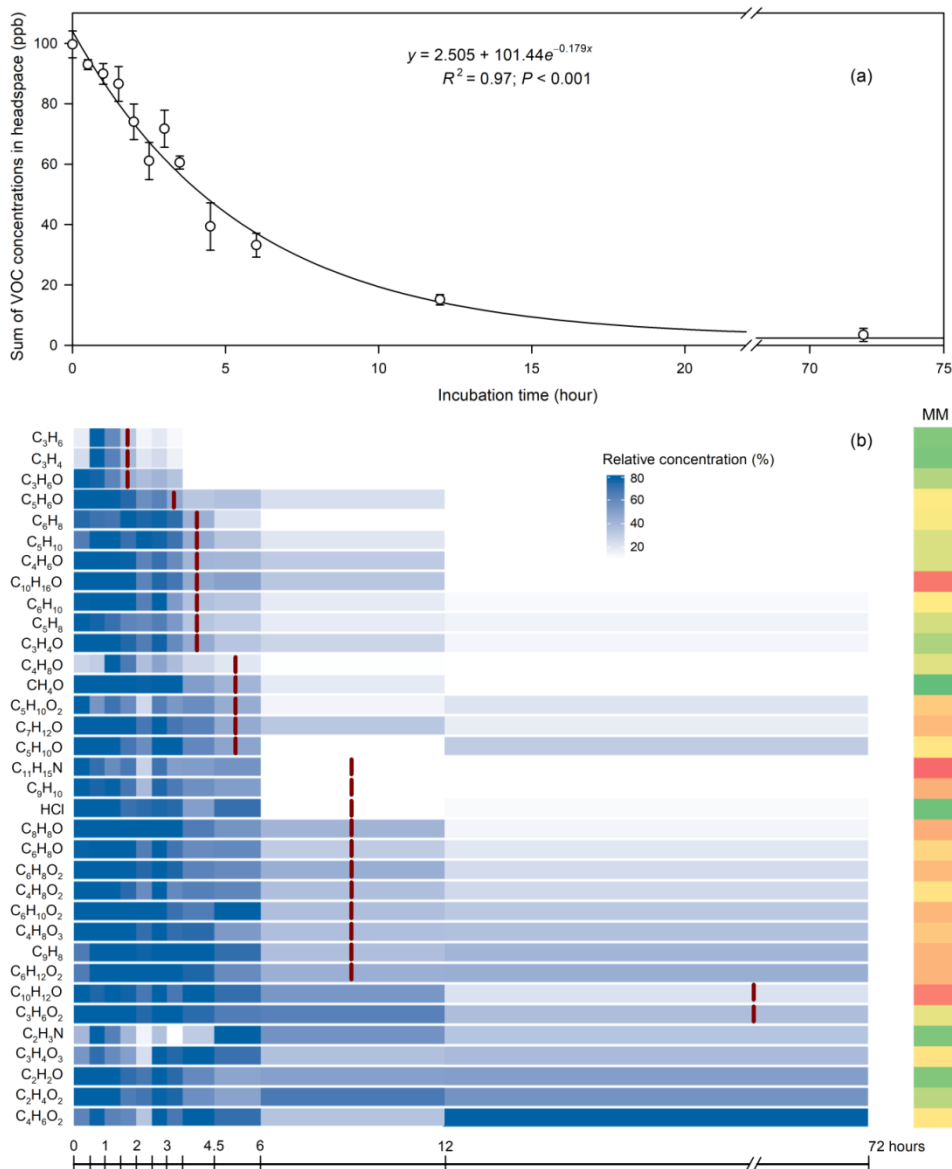 Sum of VOC concentrations in headspace (ppb)
100
80
60
40
20
0
y = 2.505 + 101.44e^−0.179x
R² = 0.97; P < 0.001
(a)
0 5 10 15 20 70 75
Incubation time (hour)
MM
(b)
Relative concentration (%)
80
60
40
20
C₃H₆
C₃H₄
C₃H₆O
C₅H₆O
C₆H₈
C₅H₁₀
C₄H₆O
C₁₀H₁₆O
C₆H₁₀
C₅H₈
C₃H₄O
C₄H₈O
CH₄O
C₅H₁₀O₂
C₇H₁₂O
C₅H₁₀O
C₁₁H₁₅N
C₉H₁₀
HCl
C₈H₈O
C₆H₈O
C₆H₈O₂
C₄H₈O₂
C₆H₁₀O₂
C₄H₈O₃
C₉H₈
C₆H₁₂O₂
C₁₀H₁₂O
C₃H₆O₂
C₂H₃N
C₃H₄O₃
C₂H₂O
C₂H₄O₂
C₄H₆O₂
0 1 2 3 4.5 6 12 72 hours